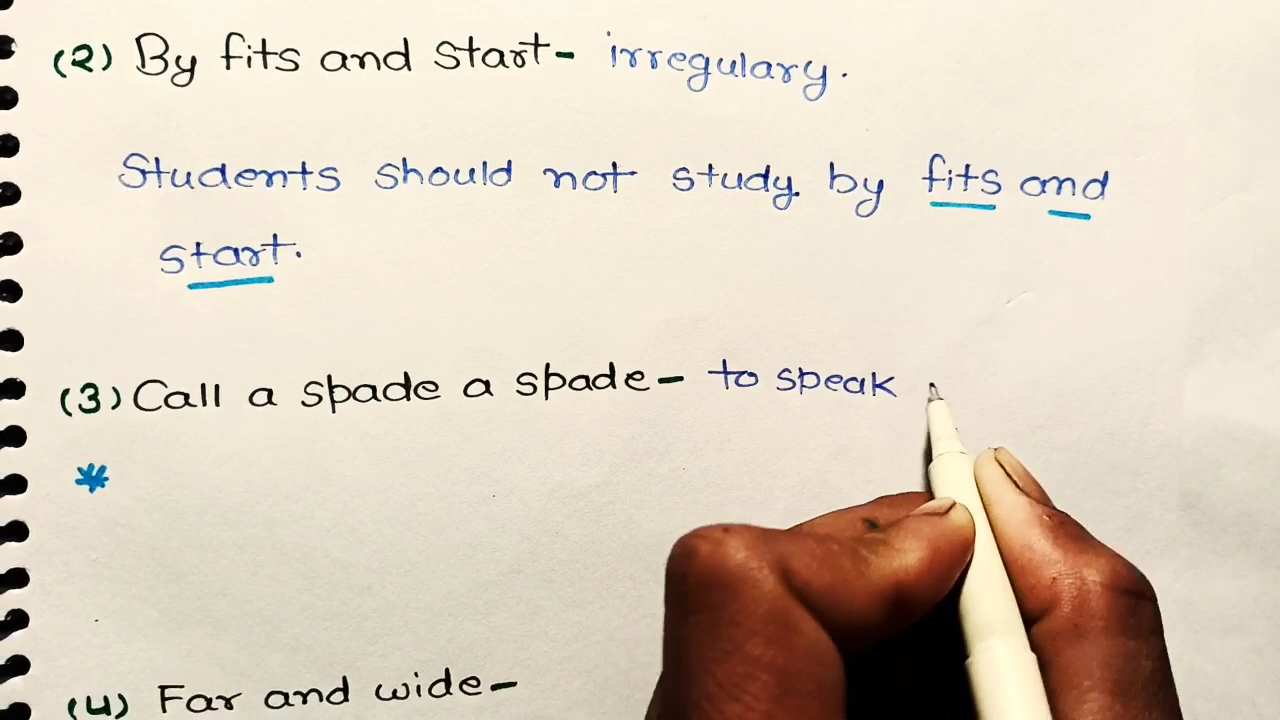 (2) By fits and start- irregulary.
Students should not study by fits and
start.
(3) Call a spade a spade- to speak
*
(4) Far and wide-